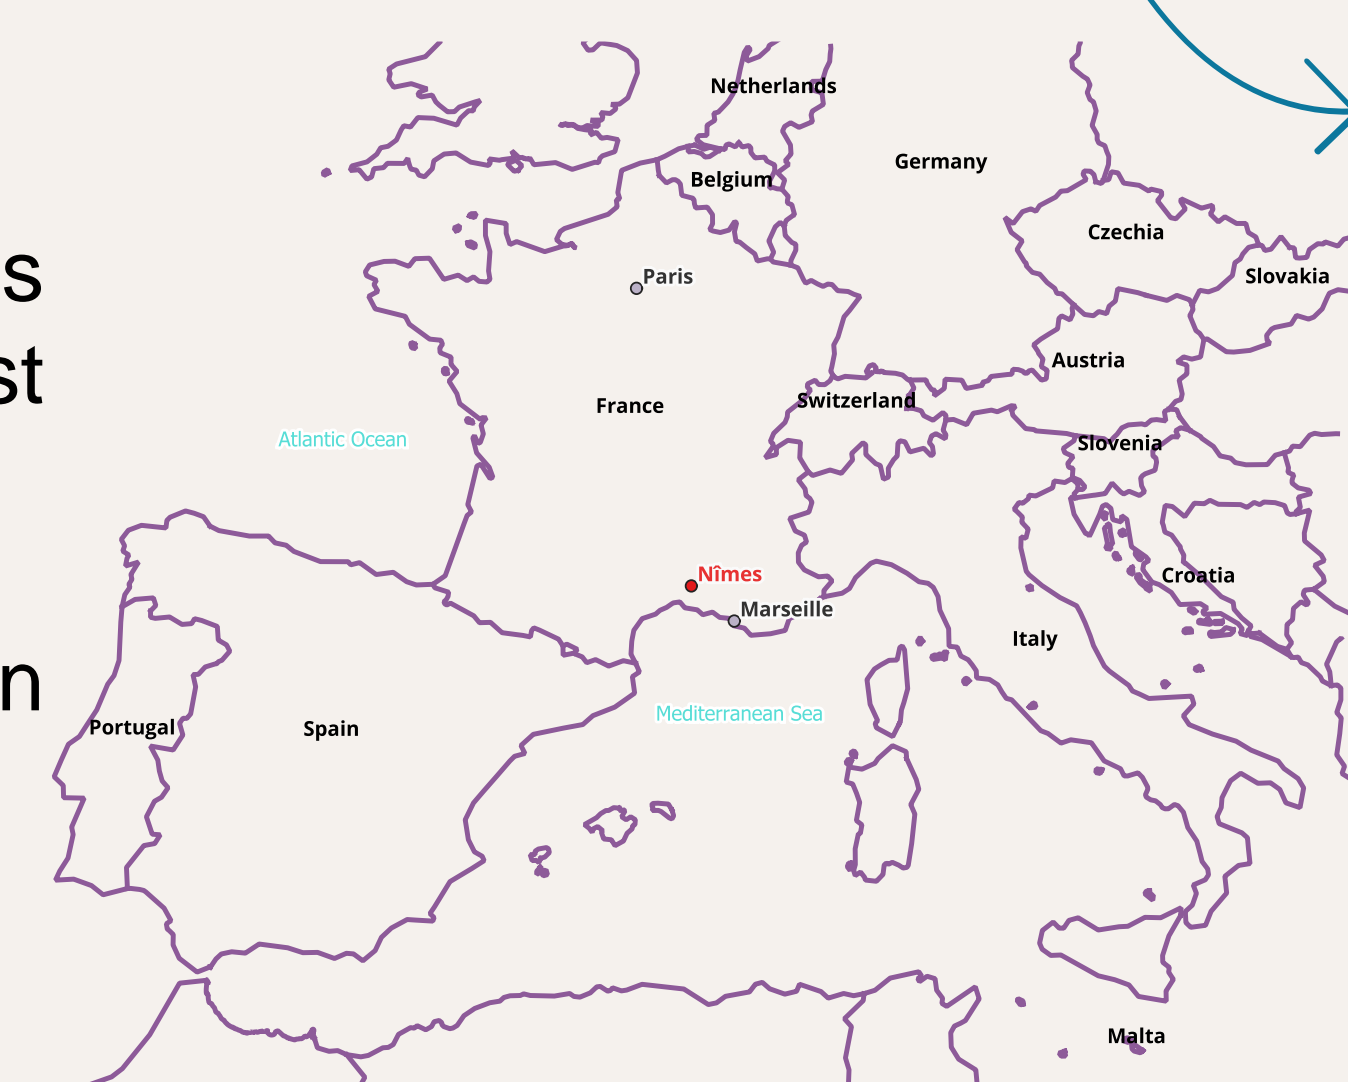 Netherlands
Germany
Belgium
Czechia
s
Paris
Slovakia
st
Austria
Switzerland
France
Atlantic Ocean
Slovenia
Nîmes
Croatia
Marseille
Italy
n
Mediterranean Sea
Portugal
Spain
Malta